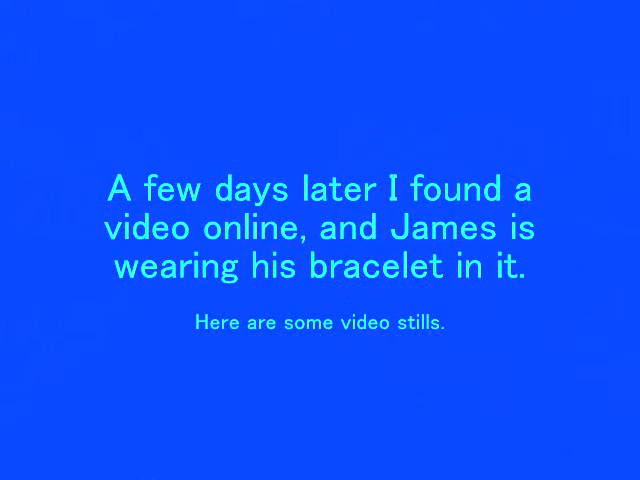 A few days later I found a
video online, and James is
wearing his bracelet in it.
Here are some video stills.